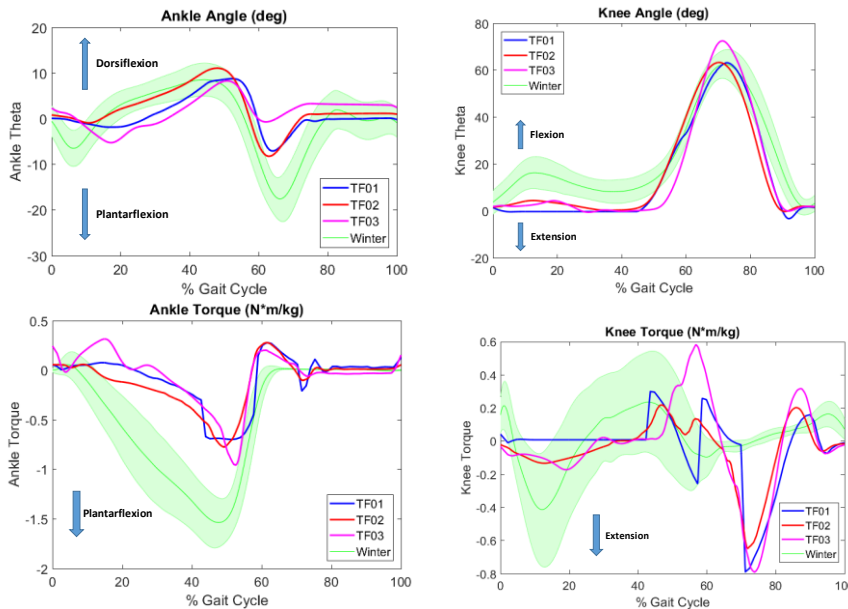 Ankle Angle (deg)
20
10
0
-10
-20
-30
Ankle Theta
Dorsiflexion
Plantarflexion
TF01
TF02
TF03
Winter
0
20
40
60
80
100
% Gait Cycle
Knee Angle (deg)
80
60
40
20
0
-20
Knee Theta
TF01
TF02
TF03
Winter
Flexion
Extension
0
20
40
60
80
100
% Gait Cycle
Ankle Torque (N*m/kg)
0.5
0
-0.5
-1
-1.5
-2
Ankle Torque
Plantarflexion
TF01
TF02
TF03
Winter
0
20
40
60
80
100
% Gait Cycle
Knee Torque (N*m/kg)
0.6
0.4
0.2
0
-0.2
-0.4
-0.6
-0.8
Knee Torque
Extension
TF01
TF02
TF03
Winter
0
20
40
60
80
100
% Gait Cycle